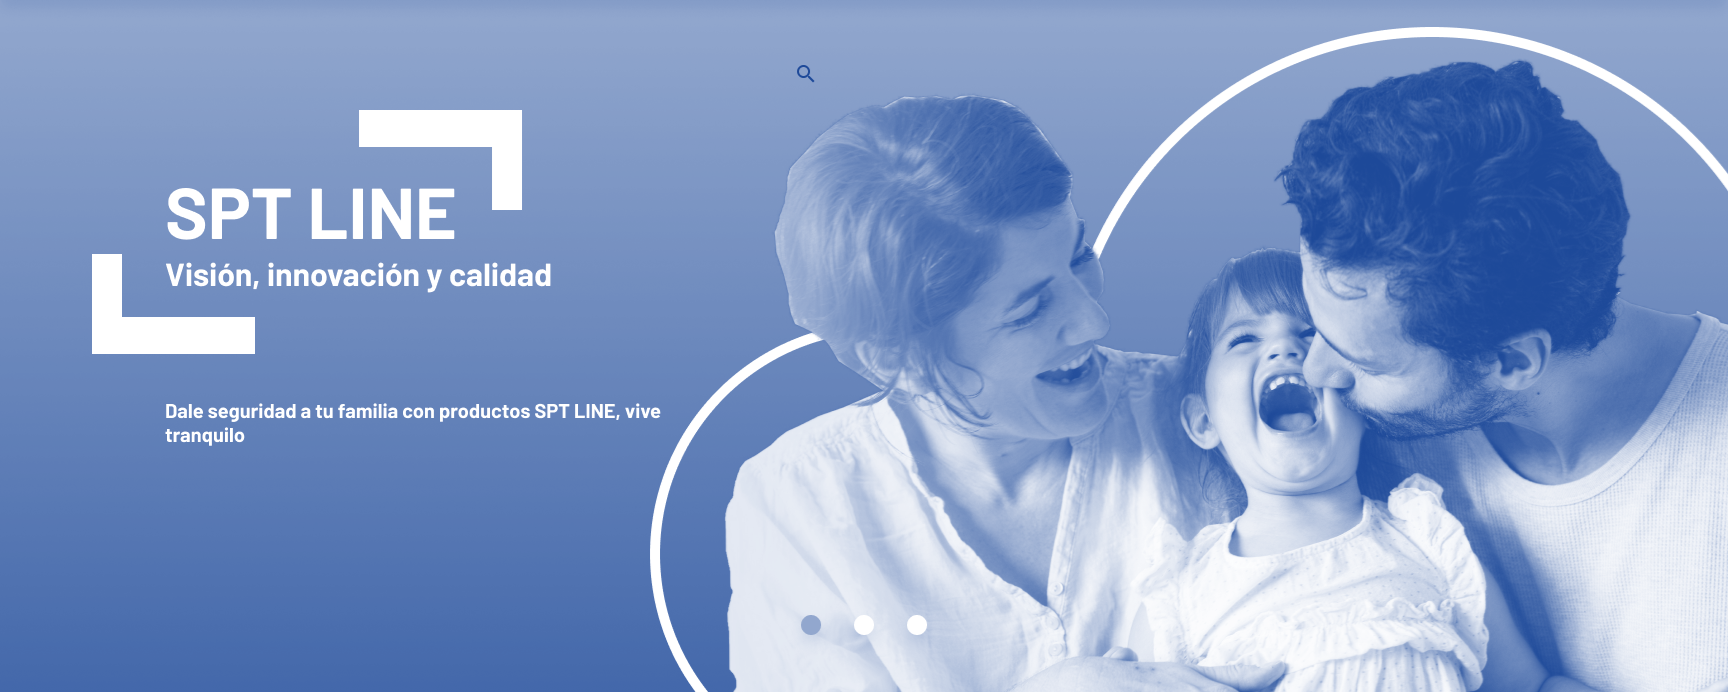 SPT LINE
Visión, innovación y calidad
Dale seguridad a tu familia con productos SPT LINE, vive
tranquilo